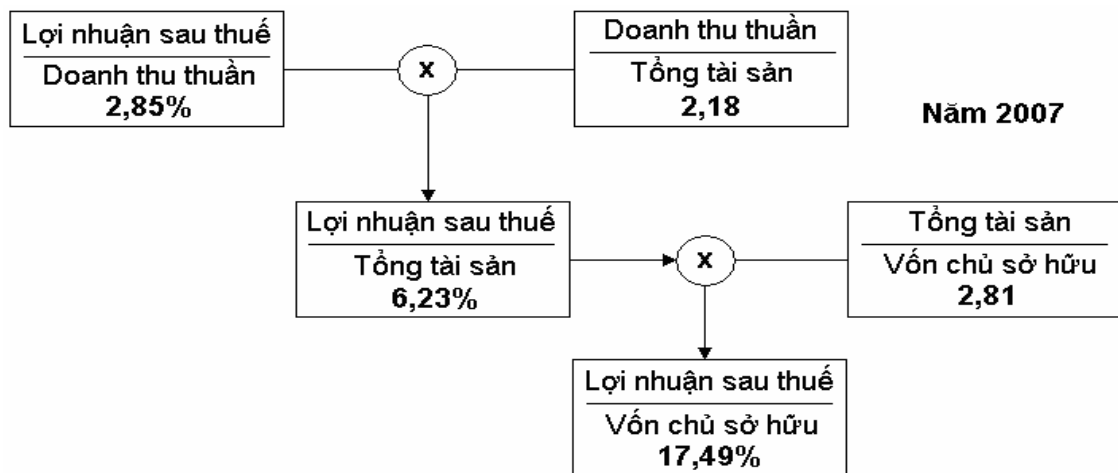 Lợi nhuận sau thuế
Doanh thu thuần
2,85%
x
Doanh thu thuần
Tổng tài sản
2,18
Năm 2007
Lợi nhuận sau thuế
Tổng tài sản
6,23%
x
Tổng tài sản
Vốn chủ sở hữu
2,81
Lợi nhuận sau thuế
Vốn chủ sở hữu
17,49%